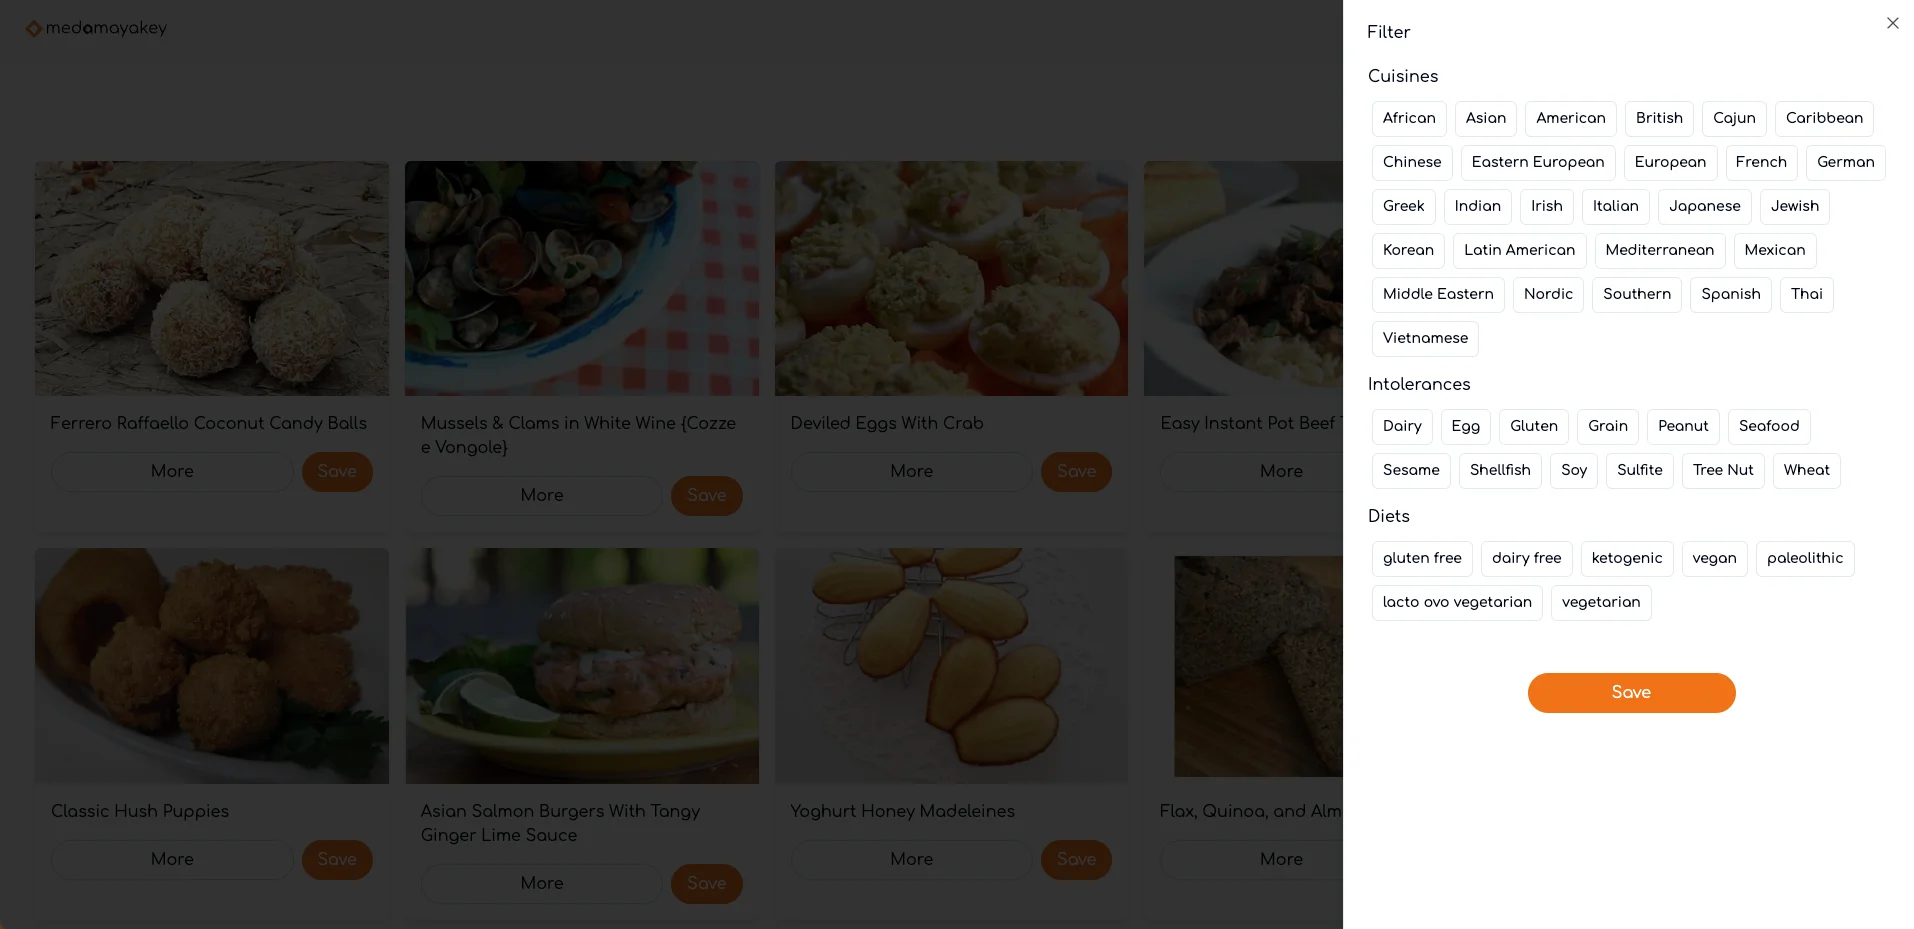 medamayakey
Filter
Cuisines
African Asian American British Cajun Caribbean
Chinese Eastern European European French German
Greek Indian Irish Italian Japanese Jewish
Korean Latin American Mediterranean Mexican
Middle Eastern Nordic Southern Spanish Thai
Vietnamese
Intolerances
Dairy Egg Gluten Grain Peanut Seafood
Sesame Shellfish Soy Sulfite Tree Nut Wheat
Diets
gluten free dairy free ketogenic vegan paleolithic
lacto ovo vegetarian vegetarian
Save
Ferrero Raffaello Coconut Candy Balls
More Save
Mussels & Clams in White Wine {Cozze
e Vongole}
More Save
Deviled Eggs With Crab
More Save
Easy Instant Pot Beef
More
Classic Hush Puppies
More Save
Asian Salmon Burgers With Tangy
Ginger Lime Sauce
More Save
Yoghurt Honey Madeleines
More Save
Flax, Quinoa, and Alm
More